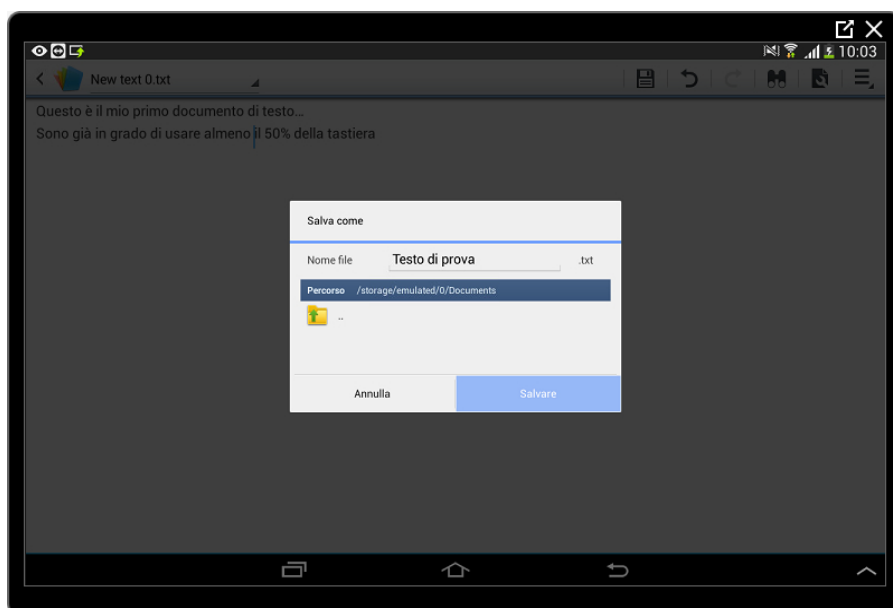 10:03
New text 0.txt
Questo è il mio primo documento di testo...
Sono già in grado di usare almeno il 50% della tastiera
Salva come
Nome file Testo di prova .txt
Percorso /storage/emulated/0/Documents
..
Annulla Salvare